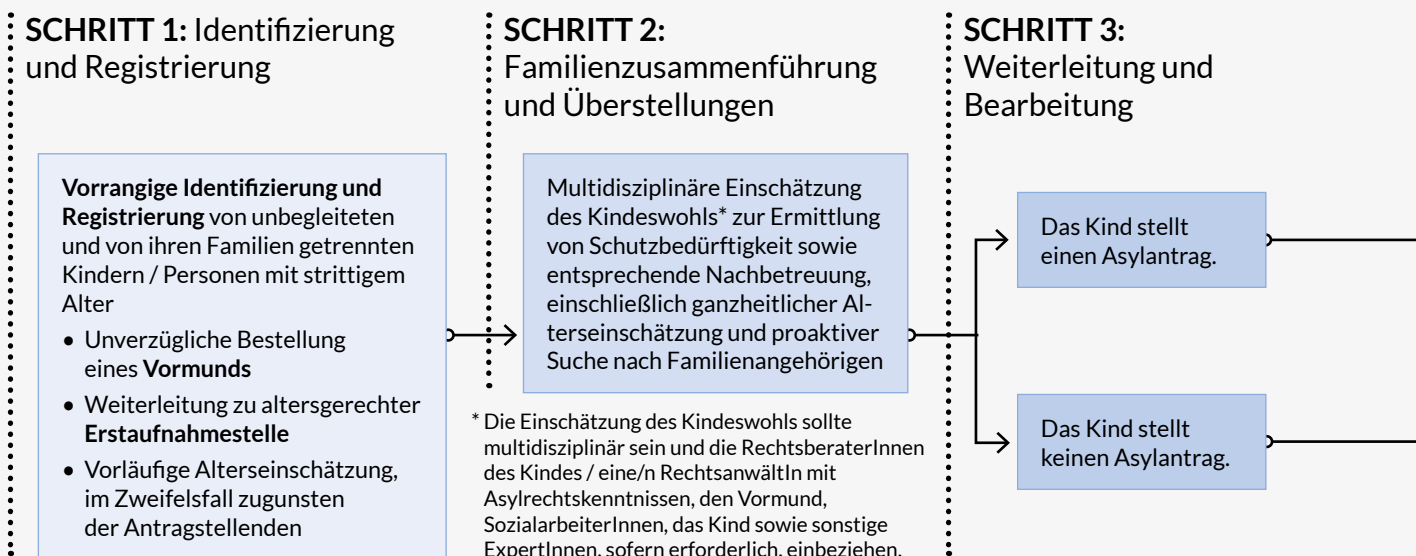 SCHRITT 1: Identifizierung
und Registrierung
Vorrangige Identifizierung und
Registrierung von unbegleiteten
und von ihren Familien getrennten
Kindern / Personen mit strittigem
Alter
• Unverzügliche Bestellung
eines Vormunds
• Weiterleitung zu altersgerechter
Erstaufnahmestelle
• Vorläufige Alterseinschätzung,
im Zweifelsfall zugunsten
der Antragstellenden
SCHRITT 2:
Familienzusammenführung
und Überstellungen
Multidisziplinäre Einschätzung
des Kindeswohls* zur Ermittlung
von Schutzbedürftigkeit sowie
entsprechende Nachbetreuung,
einschließlich ganzheitlicher Al-
terseinschätzung und proaktiver
Suche nach Familienangehörigen
* Die Einschätzung des Kindeswohls sollte
multidisziplinär sein und die RechtsberaterInnen
des Kindes / eine/n RechtsanwältIn mit
Asylrechtskenntnissen, den Vormund,
SozialarbeiterInnen, das Kind sowie sonstige
ExpertInnen, sofern erforderlich, einbeziehen.
SCHRITT 3:
Weiterleitung und
Bearbeitung
Das Kind stellt
einen Asylantrag.
Das Kind stellt
keinen Asylantrag.